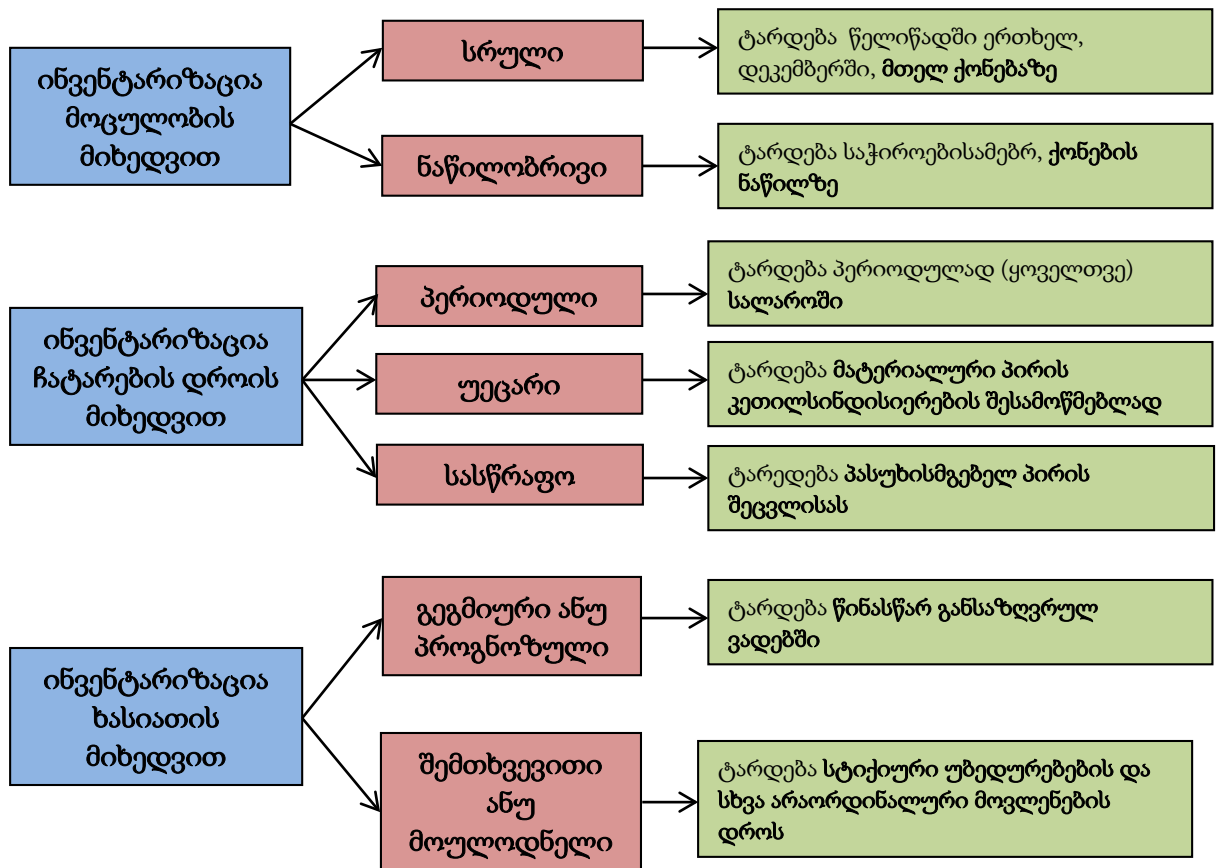 ინვენტარიზაცია
მოცულობის
მიხედვით
სრული
ტარდება წელიწადში ერთხელ,
დეკემბერში, მთელ ქონებაზე
ნაწილობრივი
ტარდება საჭიროებისამებრ, ქონების
ნაწილზე
ინვენტარიზაცია
ჩატარების დროის
მიხედვით
პერიოდული
ტარდება პერიოდულად (ყოველთვე)
სალაროში
უეცარი
ტარდება მატერიალური პირის
კეთილსინდისიერების შესამოწმებლად
სასწრაფო
ტარედება პასუხისმგებელ პირის
შეცვლისას
ინვენტარიზაცია
ხასიათის
მიხედვით
გეგმიური ანუ
პროგნოზული
ტარდება წინასწარ განსაზღვრულ
ვადებში
შემთხვევითი
ანუ
მოულოდნელი
ტარდება სტიქიური უბედურებების და
სხვა არაორდინალური მოვლენების
დროს